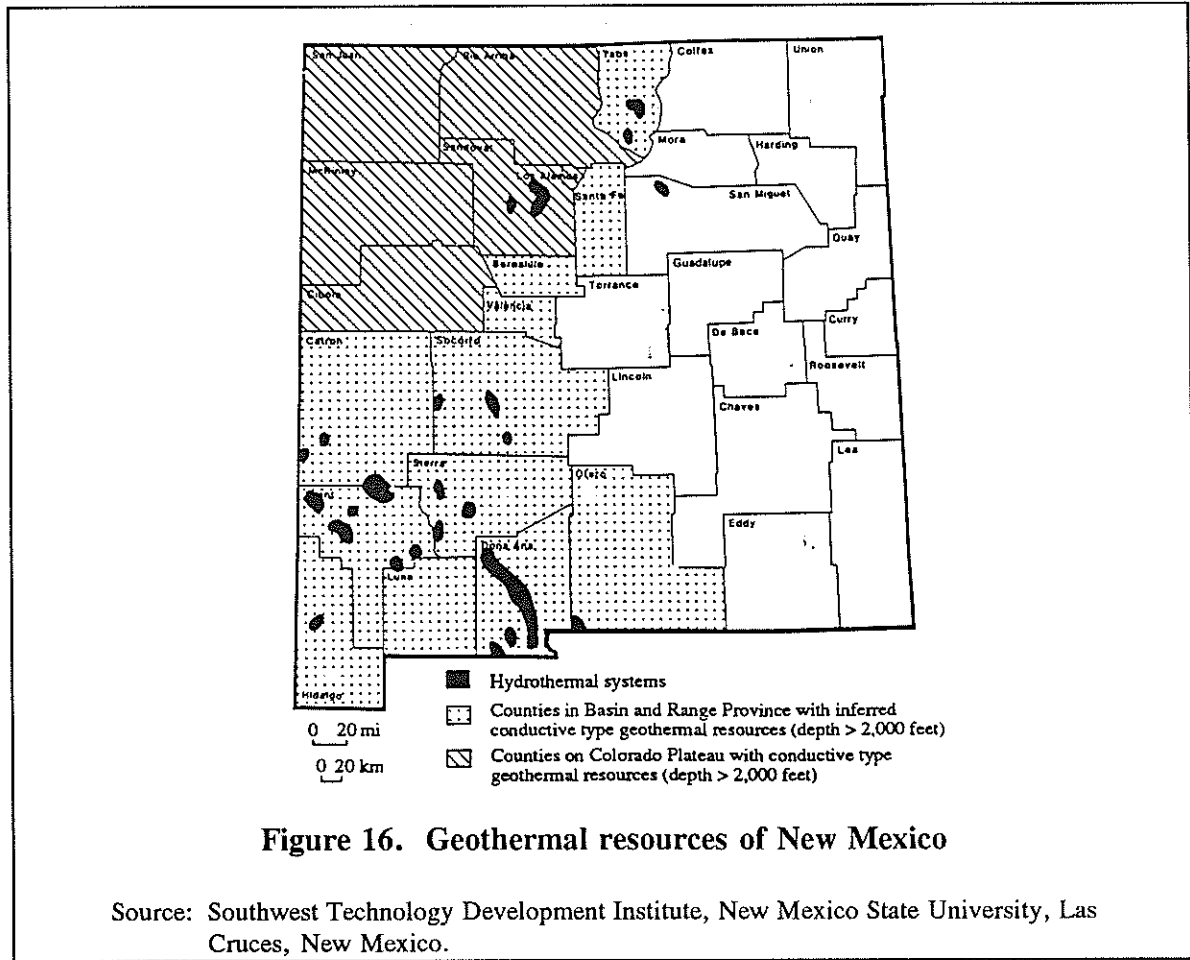 San Juan
Rio Arriba
Taos
Colfax
Union
Sandoval
Mora
Harding
McKinley
Los Alamos
Santa Fe
San Miguel
Quay
Bernalillo
Guadalupe
Torrance
Cibola
Valencia
Curry
De Baca
Catron
Socorro
Roosevelt
Lincoln
Chaves
Lea
Sierra
Otero
Eddy
Dona Ana
Luna
Hidalgo
Hydrothermal systems
Counties in Basin and Range Province with inferred
conductive type geothermal resources (depth > 2,000 feet)
0 20 mi
Counties on Colorado Plateau with conductive type
geothermal resources (depth > 2,000 feet)
0 20 km
Figure 16. Geothermal resources of New Mexico
Source: Southwest Technology Development Institute, New Mexico State University, Las
Cruces, New Mexico.